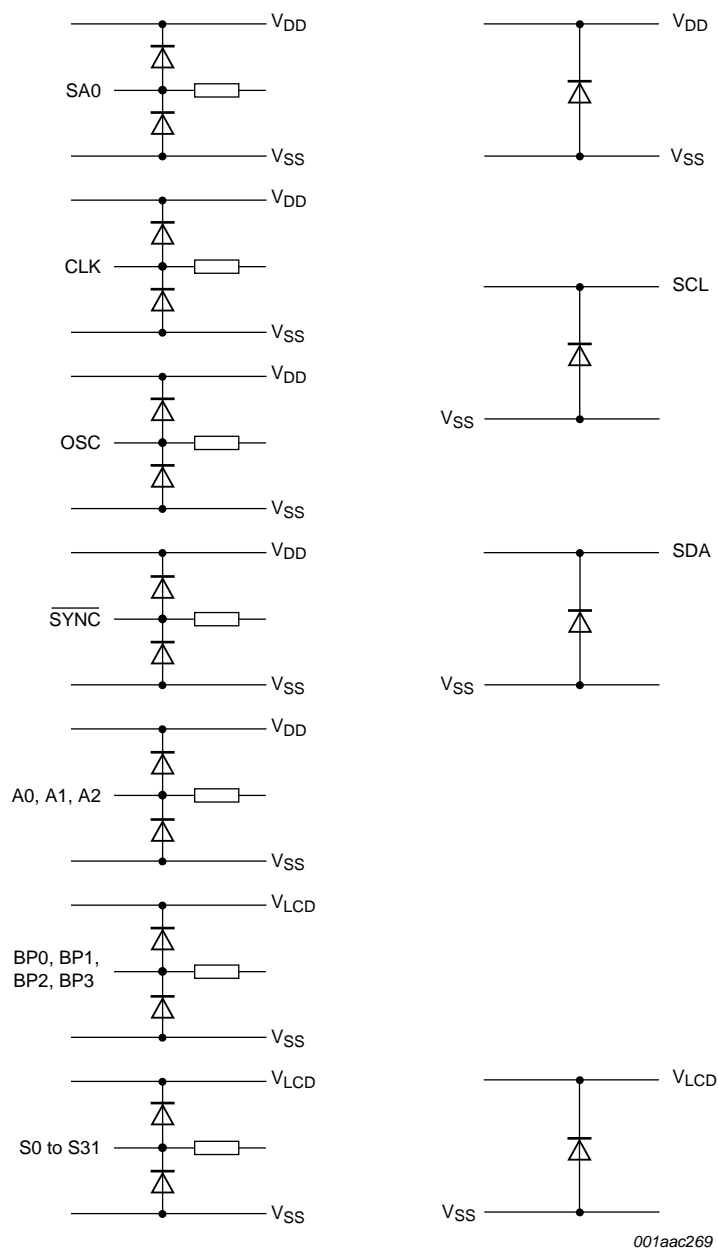 VDD
SA0
VSS
VDD
CLK
VSS
VDD
OSC
VSS
VDD
SYNC
VSS
VDD
A0, A1, A2
VSS
VLCD
BP0, BP1,
BP2, BP3
VSS
VLCD
S0 to S31
VSS
VDD
VSS
SCL
VSS
SDA
VSS
VLCD
VSS
001aac269